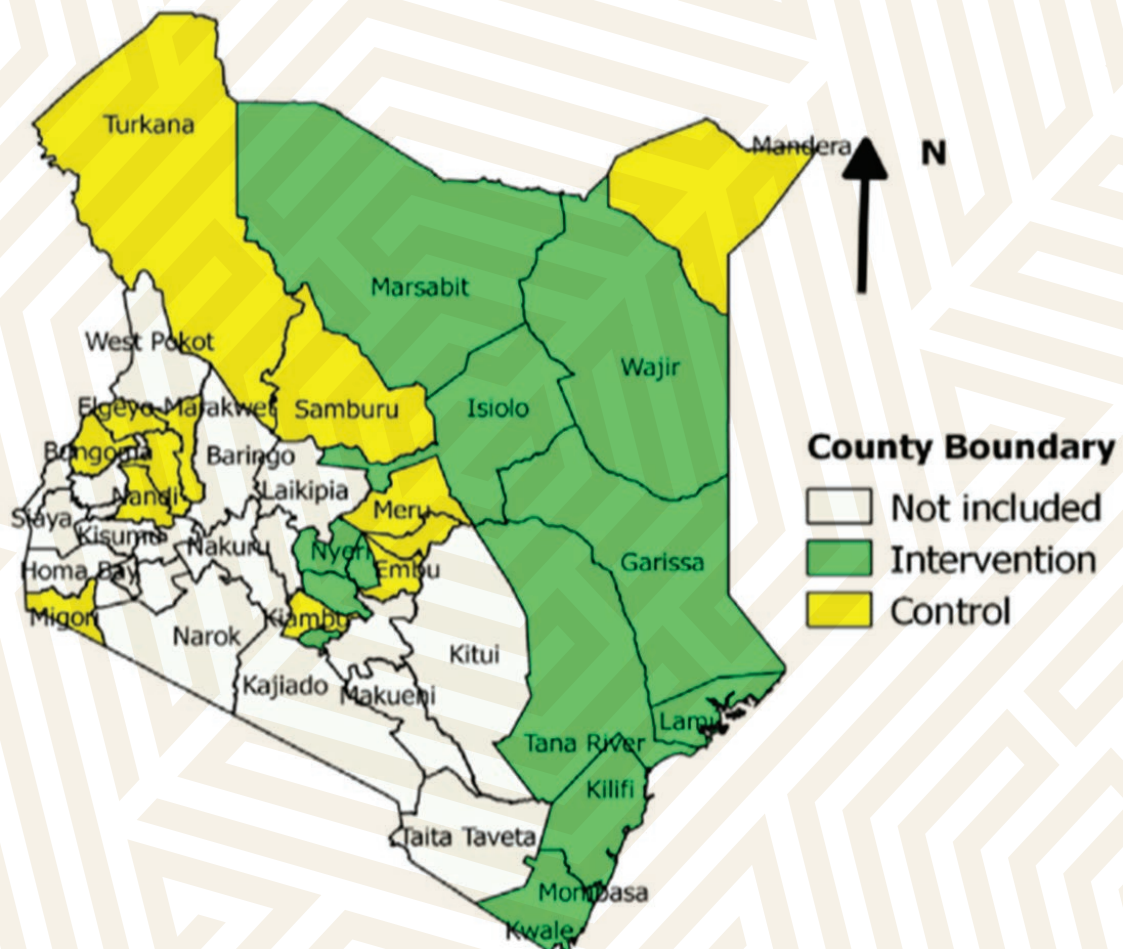 Turkana
Mandera
N
Marsabit
West Pokot
Wajir
Elgeyo Marakwet
Samburu
Isiolo
Bungoma
Baringo
County Boundary
Laikipia
Nandi
Not included
Meru
Siaya
Kisumu
Nakuru
Nyeri
Intervention
Garissa
Homa Bay
Embu
Control
Migori
Kiambu
Narok
Kitui
Kajiado
Makueni
Lamu
Tana River
Kilifi
Taita Taveta
Mombasa
Kwale